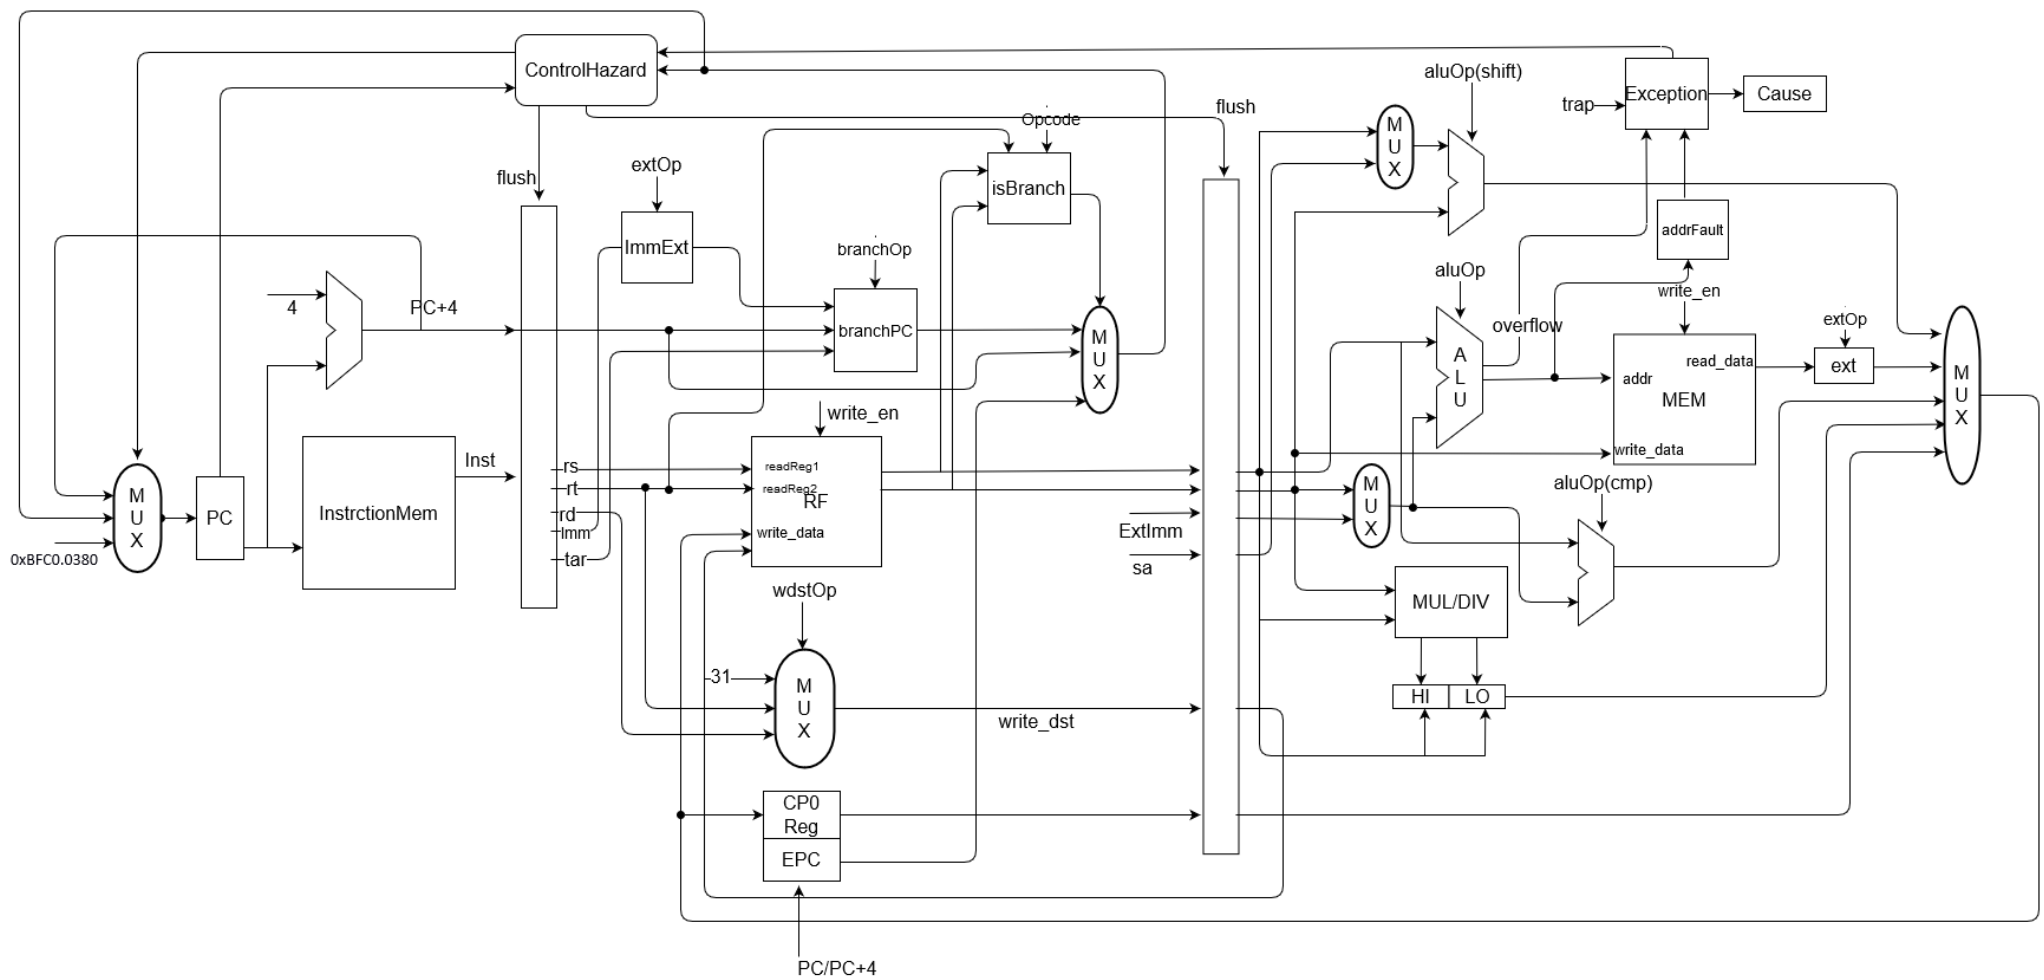 ControlHazard
aluOp(shift)
Exception
Cause
trap
flush
Opcode
M
U
X
extOp
flush
isBranch
ImmExt
branchOp
addrFault
aluOp
write_en
4
PC+4
branchPC
overflow
extOp
M
U
X
A
L
U
read_data
ext
addr
MEM
M
U
X
write_en
Inst
rs
readReg1
write_data
rt
readReg2
RF
M
U
X
aluOp(cmp)
M
U
X
PC
InstrctionMem
rd
Imm
write_data
ExtImm
0xBFC0.0380
tar
sa
wdstOp
MUL/DIV
31
M
U
X
HI
LO
write_dst
CP0
Reg
EPC
PC/PC+4